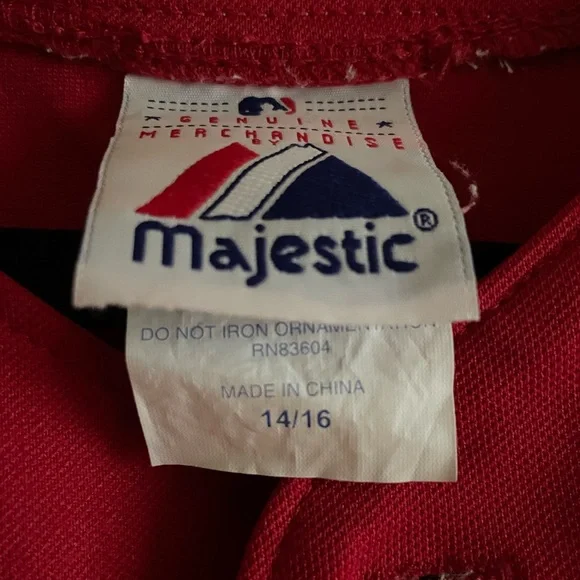 GENUINE
MERCHANDISE
BY
majestic®
DO NOT IRON ORNAMENTATION
RN83604
MADE IN CHINA
14/16